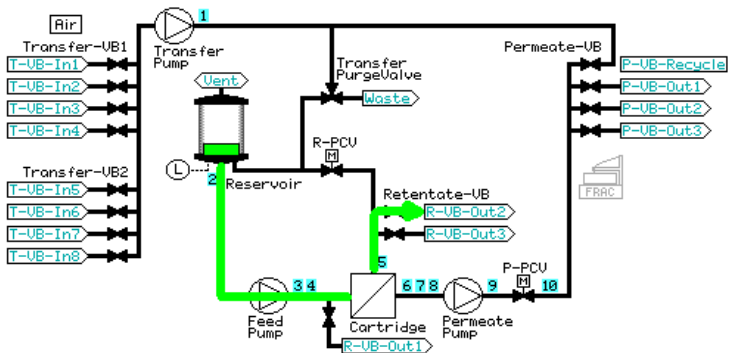 Air
1
Transfer-VB1
Transfer
Pump
Permeate-VB
T-VB-In1
T-VB-In2
T-VB-In3
T-VB-In4
Vent
Transfer
PurgeValve
Waste
P-VB-Recycle
P-VB-Out1
P-VB-Out2
P-VB-Out3
R-PCV
M
Transfer-VB2
L
2
Reservoir
FRAC
T-VB-In5
T-VB-In6
T-VB-In7
T-VB-In8
Retentate-VB
R-VB-Out2
R-VB-Out3
5
P-PCV
M
3 4
6 7 8
9
10
Feed
Pump
Cartridge
Permeate
Pump
R-VB-Out1